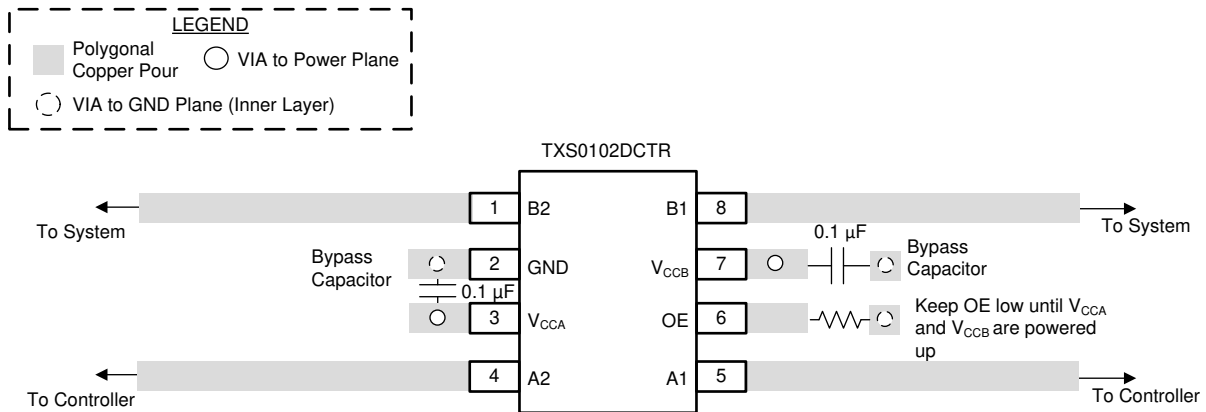 LEGEND
Polygonal
Copper Pour
VIA to Power Plane
VIA to GND Plane (Inner Layer)
TXS0102DCTR
1 B2
B1 8
To System
To System
Bypass
Capacitor
2 GND
0.1 µF
3 VCCA
VCCB 7
0.1 µF
Bypass
Capacitor
OE 6
Keep OE low until VCCA
and VCCB are powered
up
4 A2
A1 5
To Controller
To Controller